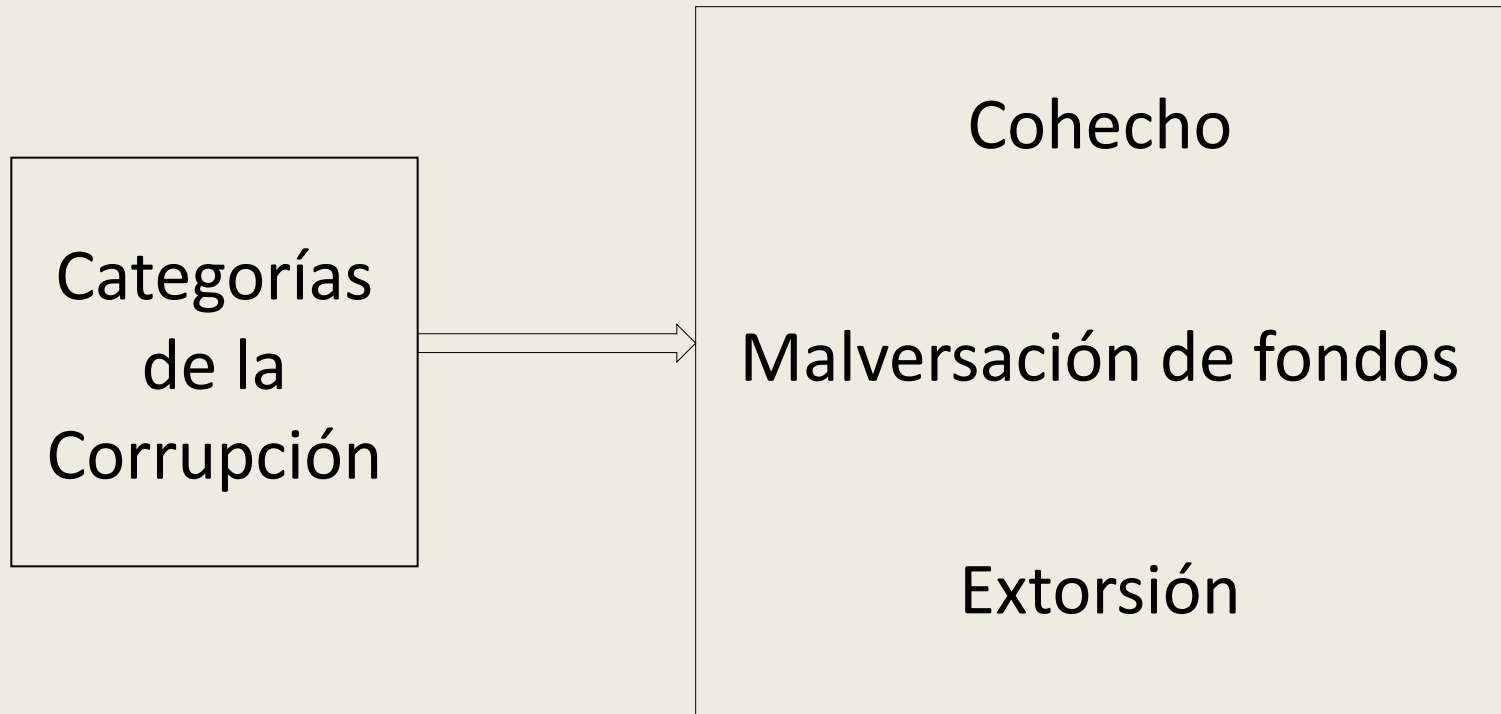 Categorías
de la
Corrupción
Cohecho
Malversación de fondos
Extorsión